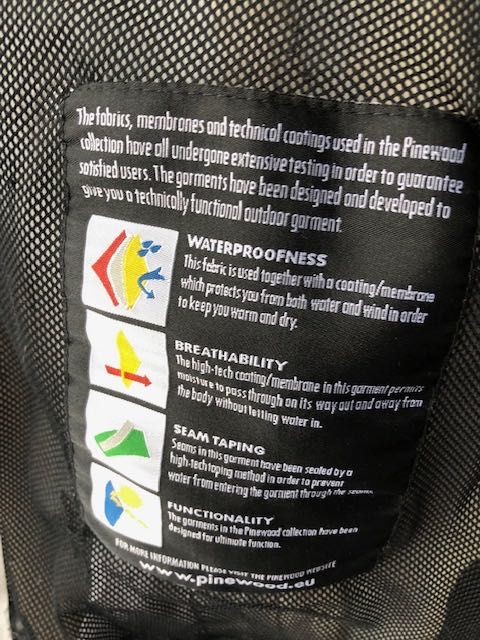 The fabrics, membranes and technical coatings used in the Pinewood
collection have all undergone extensive testing in order to guarantee
satisfied users. The garments have been designed and developed to
give you a technically functional outdoor garment.
WATERPROOFNESS
This fabric is used together with a coating/membrane
which protects you from both water and wind in order
to keep you warm and dry.
BREATHABILITY
The high-tech coating/membrane in this garment permits
moisture to pass through on its way out and away from
the body without letting water in.
SEAM TAPING
Seams in this garment have been sealed by a
high-tech taping method in order to prevent
water from entering the garment through the seams.
FUNCTIONALITY
The garments in the Pinewood collection have been
designed for ultimate function.
FOR MORE INFORMATION PLEASE VISIT THE PINEWOOD WEBSITE
www.pinewood.eu